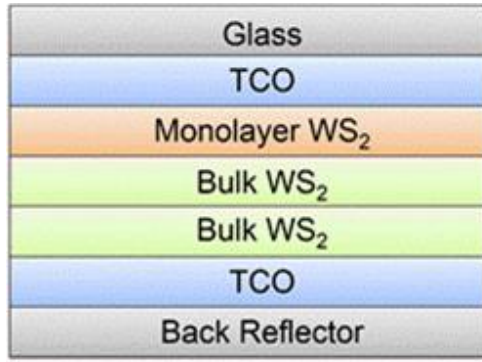 Glass
TCO
Monolayer WS₂
Bulk WS₂
Bulk WS₂
TCO
Back Reflector